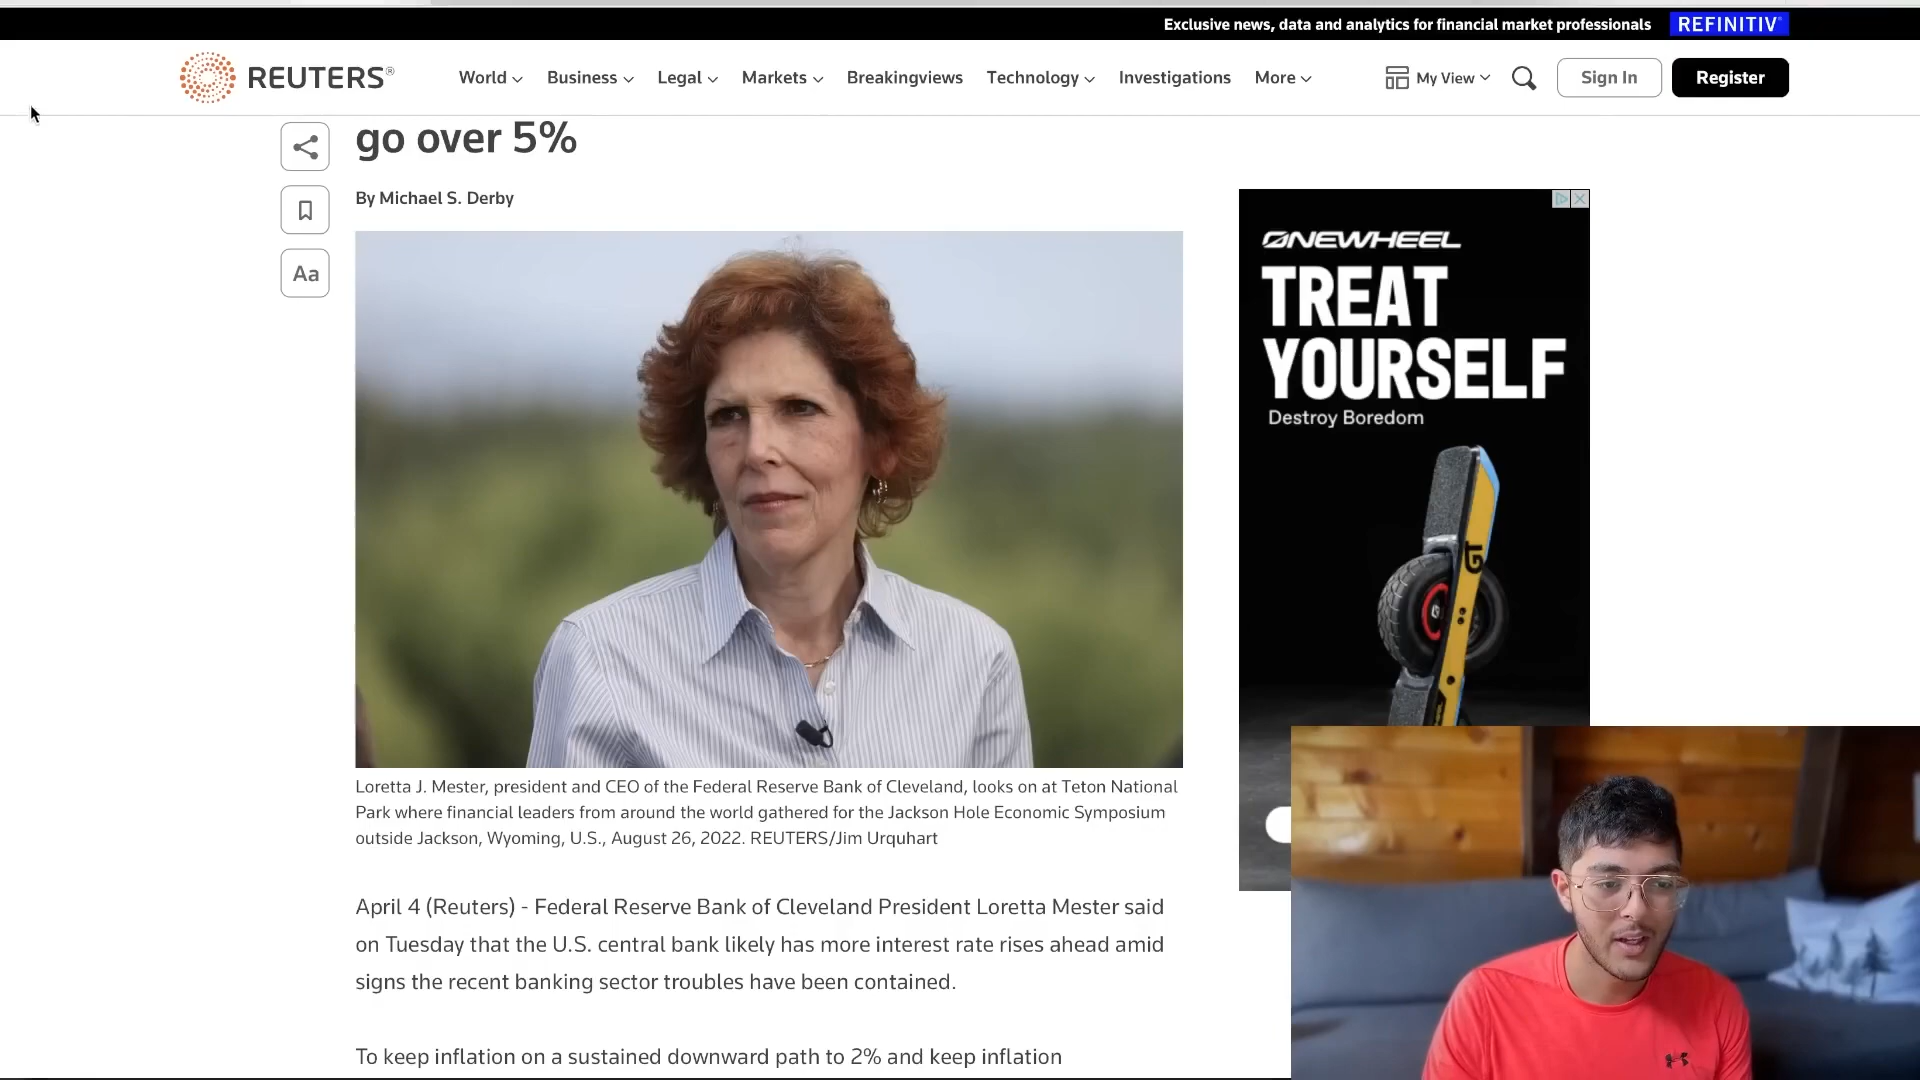 Exclusive news, data and analytics for financial market professionals REFINITIV
REUTERS® World Business Legal Markets Breakingviews Technology Investigations More My View Sign In Register
go over 5%
By Michael S. Derby
Aa
Loretta J. Mester, president and CEO of the Federal Reserve Bank of Cleveland, looks on at Teton National
Park where financial leaders from around the world gathered for the Jackson Hole Economic Symposium
outside Jackson, Wyoming, U.S., August 26, 2022. REUTERS/Jim Urquhart
April 4 (Reuters) - Federal Reserve Bank of Cleveland President Loretta Mester said
on Tuesday that the U.S. central bank likely has more interest rate rises ahead amid
signs the recent banking sector troubles have been contained.
To keep inflation on a sustained downward path to 2% and keep inflation
ONEWHEEL
TREAT
YOURSELF
Destroy Boredom
GT